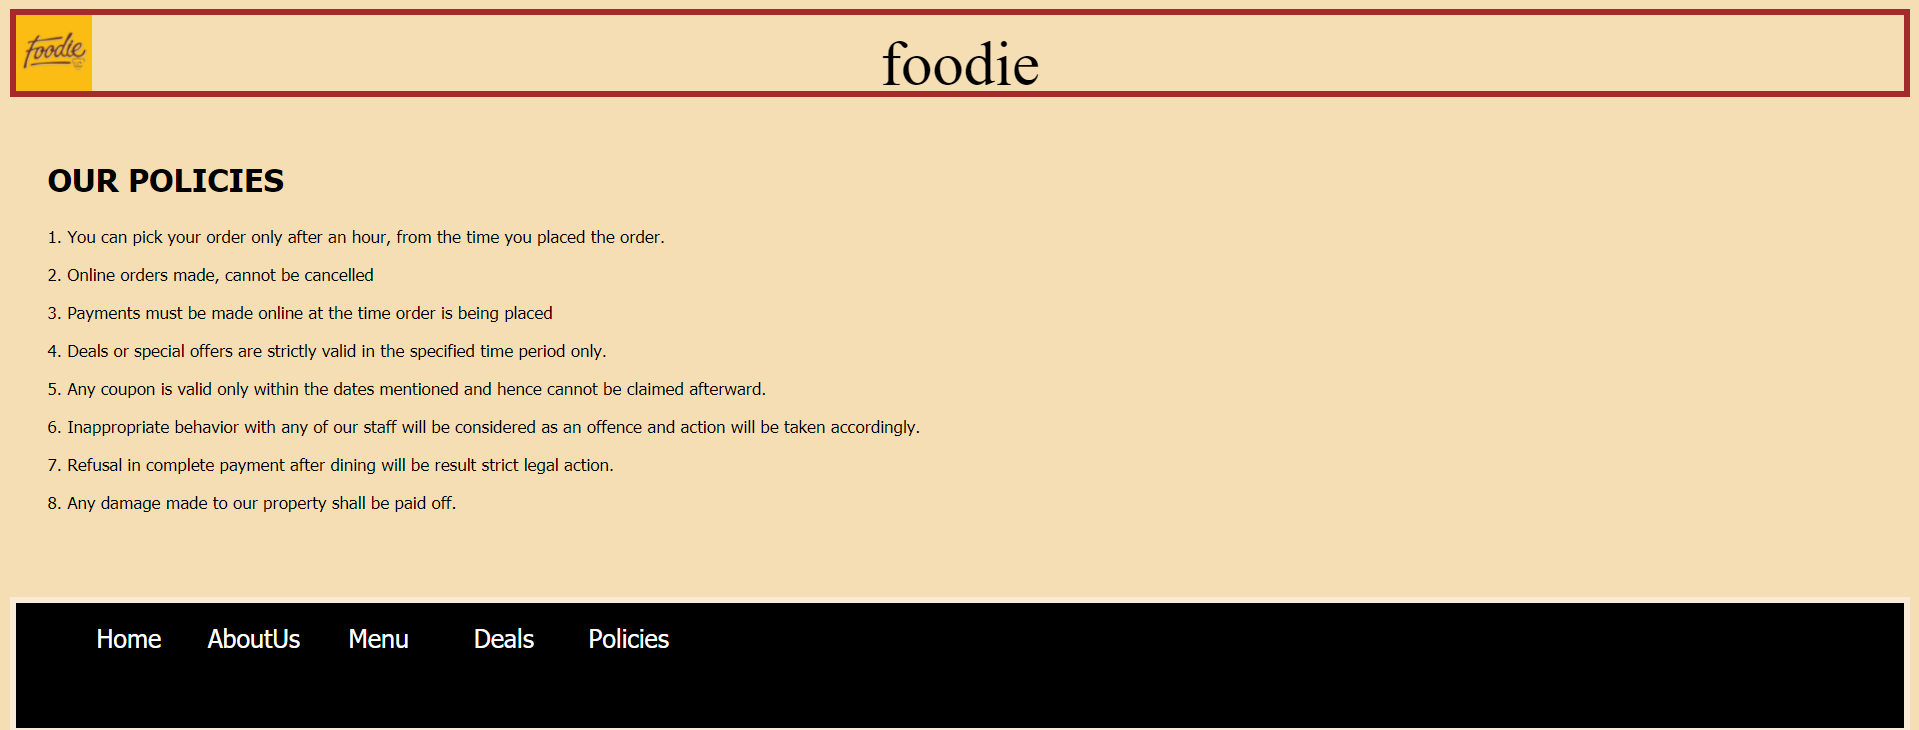 Foodie
foodie
OUR POLICIES
1. You can pick your order only after an hour, from the time you placed the order.
2. Online orders made, cannot be cancelled
3. Payments must be made online at the time order is being placed
4. Deals or special offers are strictly valid in the specified time period only.
5. Any coupon is valid only within the dates mentioned and hence cannot be claimed afterward.
6. Inappropriate behavior with any of our staff will be considered as an offence and action will be taken accordingly.
7. Refusal in complete payment after dining will be result strict legal action.
8. Any damage made to our property shall be paid off.
Home AboutUs Menu Deals Policies